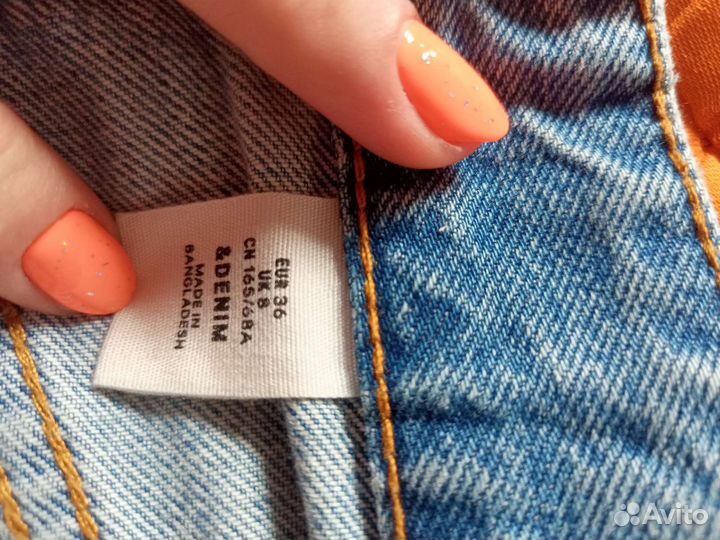 EUR 36
UK 8
CN 165/68A
&DENIM
MADE IN
BANGLADESH
Avito